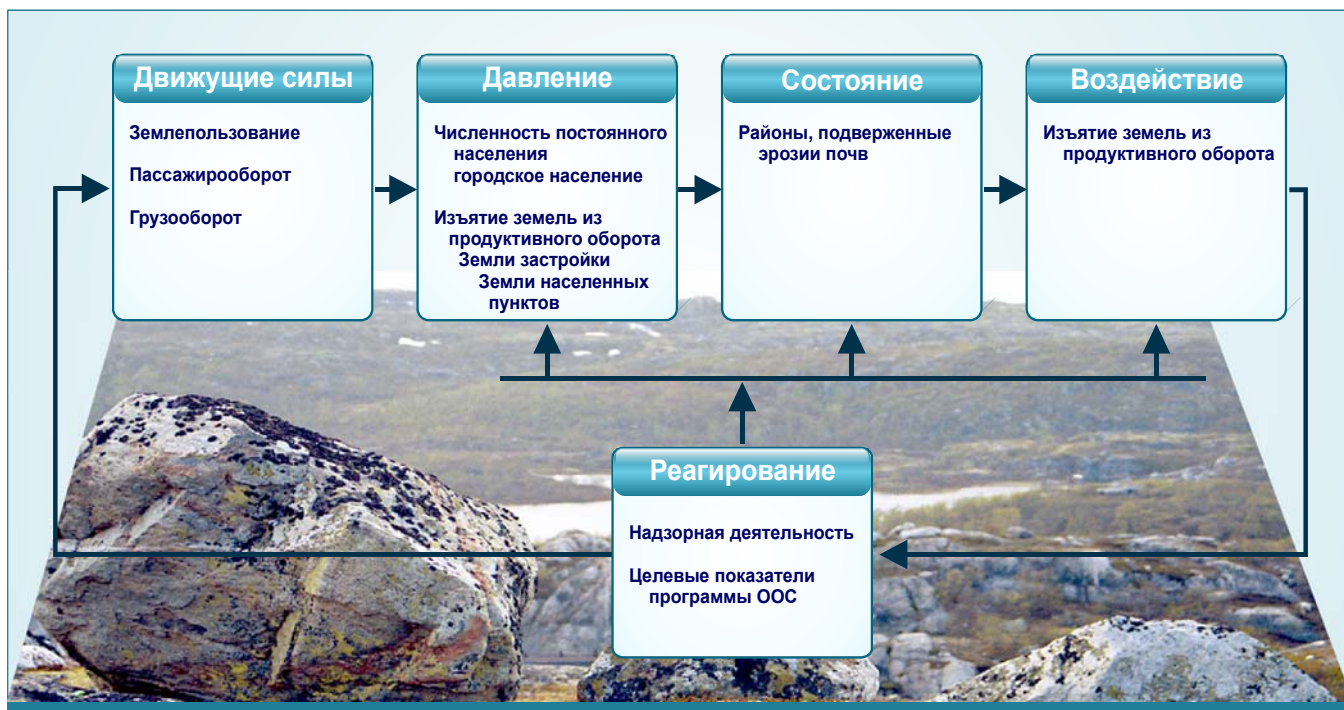 Движущие силы
Землепользование
Пассажирооборот
Грузооборот
Давление
Численность постоянного
населения
городское население
Изъятие земель из
продуктивного оборота
Земли застройки
Земли населенных
пунктов
Состояние
Районы, подверженные
эрозии почв
Воздействие
Изъятие земель из
продуктивного оборота
Реагирование
Надзорная деятельность
Целевые показатели
программы ООС